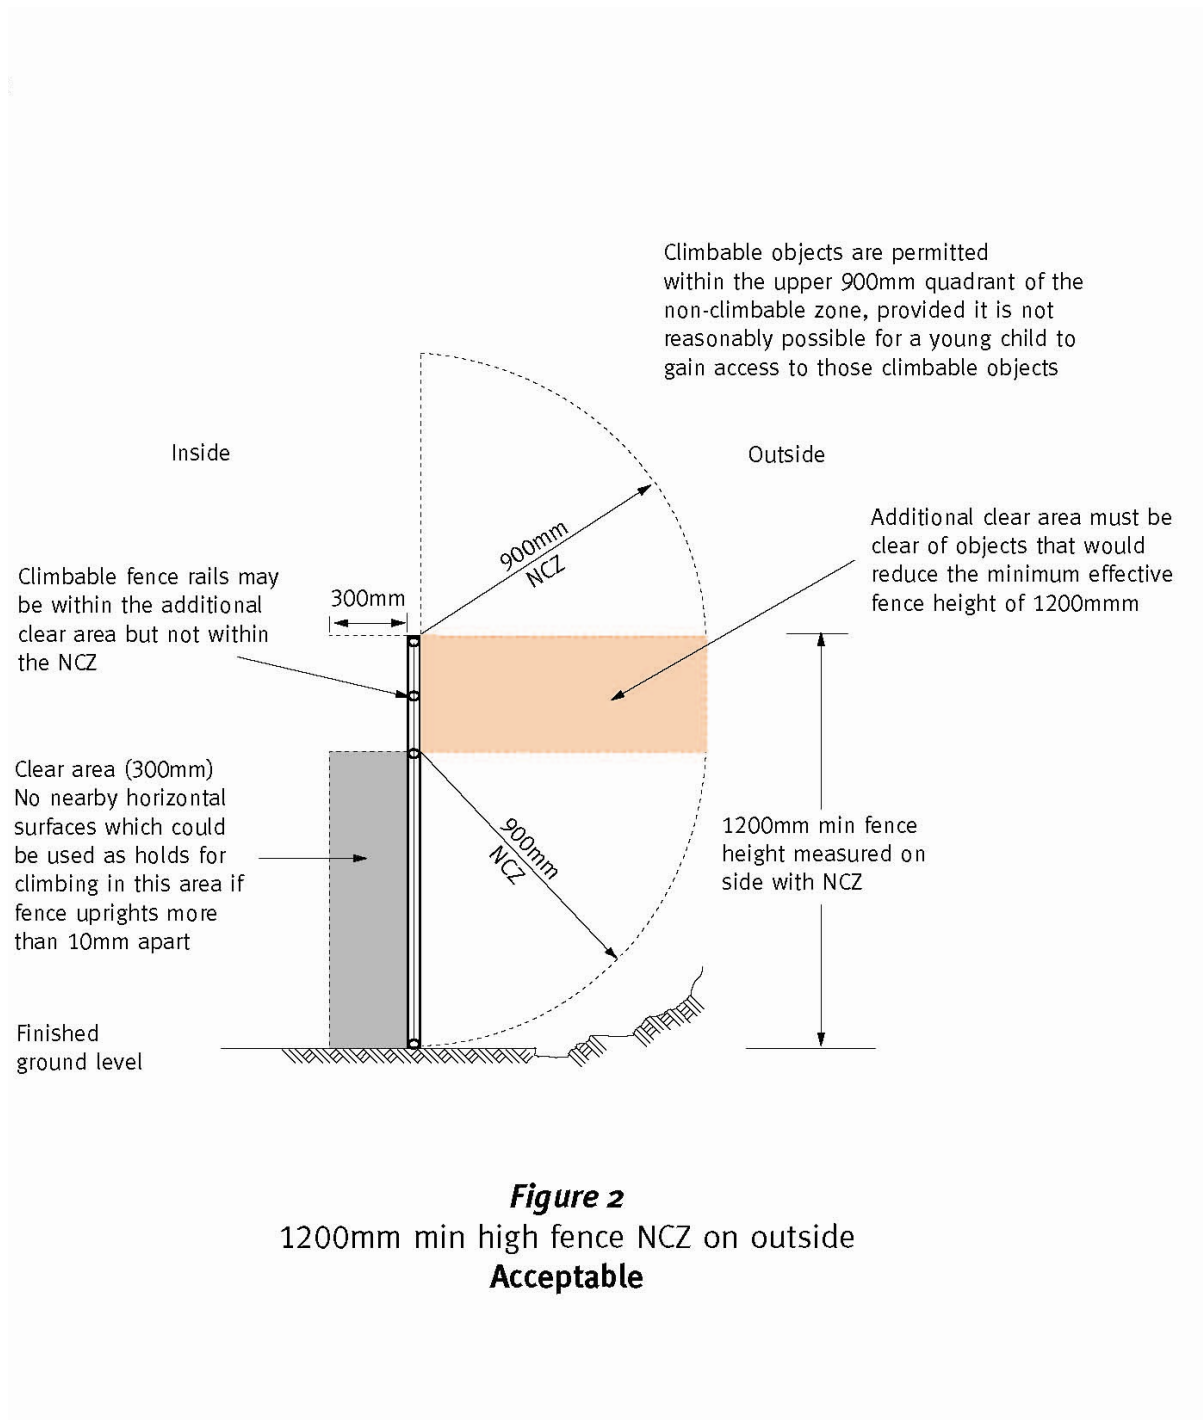 Climbable objects are permitted
within the upper 900mm quadrant of the
non-climbable zone, provided it is not
reasonably possible for a young child to
gain access to those climbable objects
Inside
Outside
Additional clear area must be
clear of objects that would
reduce the minimum effective
fence height of 1200mmm
900mm
NCZ
Climbable fence rails may
be within the additional
clear area but not within
the NCZ
300mm
Clear area (300mm)
No nearby horizontal
surfaces which could
be used as holds for
climbing in this area if
fence uprights more
than 10mm apart
900mm
NCZ
1200mm min fence
height measured on
side with NCZ
Finished
ground level
Figure 2
1200mm min high fence NCZ on outside
Acceptable